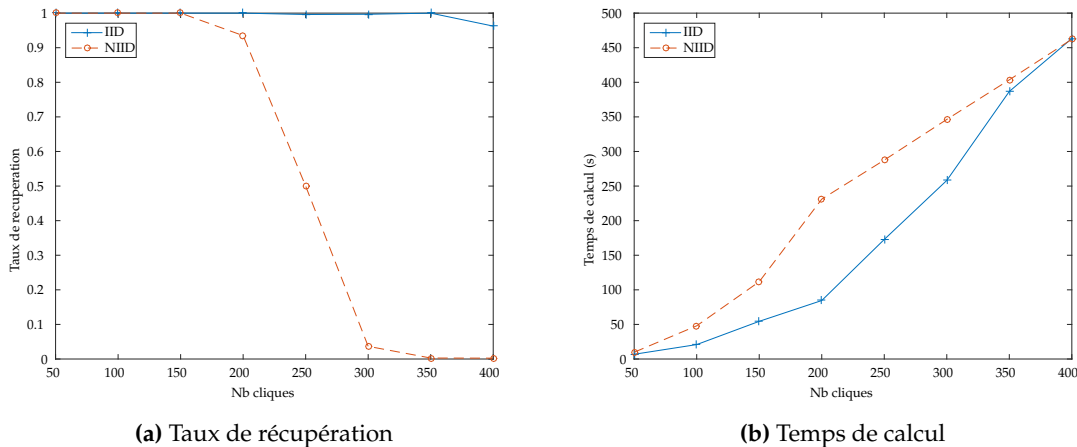 1
0.9
0.8
0.7
0.6
0.5
0.4
0.3
0.2
0.1
0
Taux de recuperation
IID
NIID
50 100 150 200 250 300 350 400
Nb cliques
(a) Taux de récupération
500
450
400
350
300
250
200
150
100
50
0
Temps de calcul (s)
IID
NIID
50 100 150 200 250 300 350 400
Nb cliques
(b) Temps de calcul